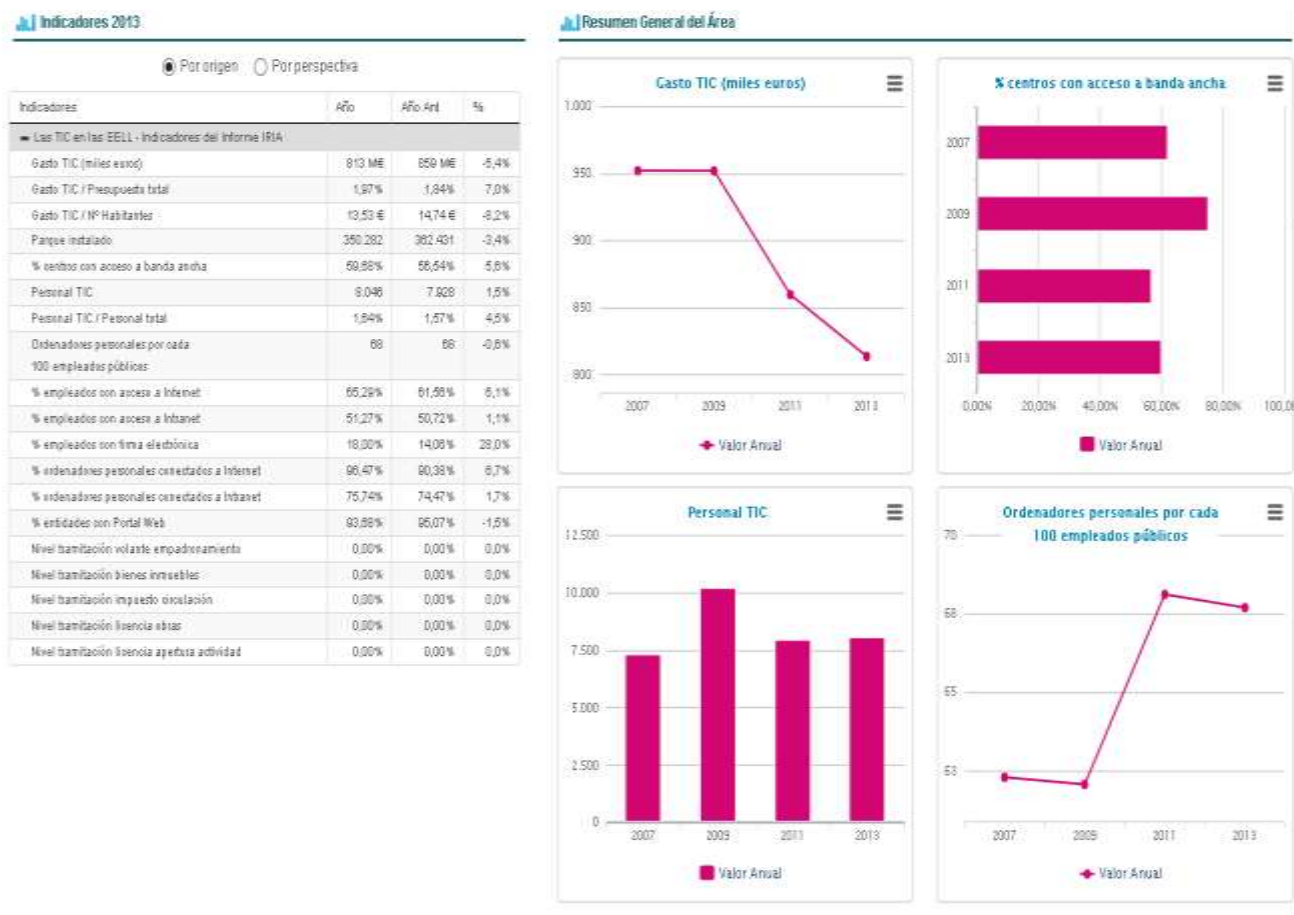 Indicadores 2013
Por origen Por perspectiva
Indicadores Año Año Ant %
Las TIC en las EELL - Indicadores del Informe IRIA
Gasto TIC (miles euros) 813 M€ 859 M€ -5,4%
Gasto TIC / Presupuesto total 1,97% 1,84% 7,0%
Gasto TIC / Nº Habitantes 13,53 € 14,74 € -8,2%
Parque instalado 350.282 362.431 -3,4%
% centros con acceso a banda ancha 59,68% 56,54% 5,6%
Personal TIC 8.046 7.928 1,5%
Personal TIC / Personal total 1,64% 1,57% 4,5%
Ordenadores personales por cada 68 68 -0,6%
100 empleados públicos
% empleados con acceso a Internet 65,29% 61,56% 6,1%
% empleados con acceso a Intranet 51,27% 50,72% 1,1%
% empleados con firma electrónica 18,00% 14,06% 28,0%
% ordenadores personales conectados a Internet 96,47% 90,38% 6,7%
% ordenadores personales conectados a Intranet 75,74% 74,47% 1,7%
% entidades con Portal Web 93,68% 95,07% -1,5%
Nivel tramitación volante empadronamiento 0,00% 0,00% 0,0%
Nivel tramitación bienes inmuebles 0,00% 0,00% 0,0%
Nivel tramitación impuesto circulación 0,00% 0,00% 0,0%
Nivel tramitación licencia obras 0,00% 0,00% 0,0%
Nivel tramitación licencia apertura actividad 0,00% 0,00% 0,0%
Resumen General del Área
Gasto TIC (miles euros)
1.000
950
900
850
800
2007 2009 2011 2013
Valor Anual
% centros con acceso a banda ancha
2007
2009
2011
2013
0,00% 20,00% 40,00% 60,00% 80,00% 100,0
Valor Anual
Personal TIC
12.500
10.000
7.500
5.000
2.500
0
2007 2009 2011 2013
Valor Anual
Ordenadores personales por cada
100 empleados públicos
70
68
65
63
2007 2009 2011 2013
Valor Anual